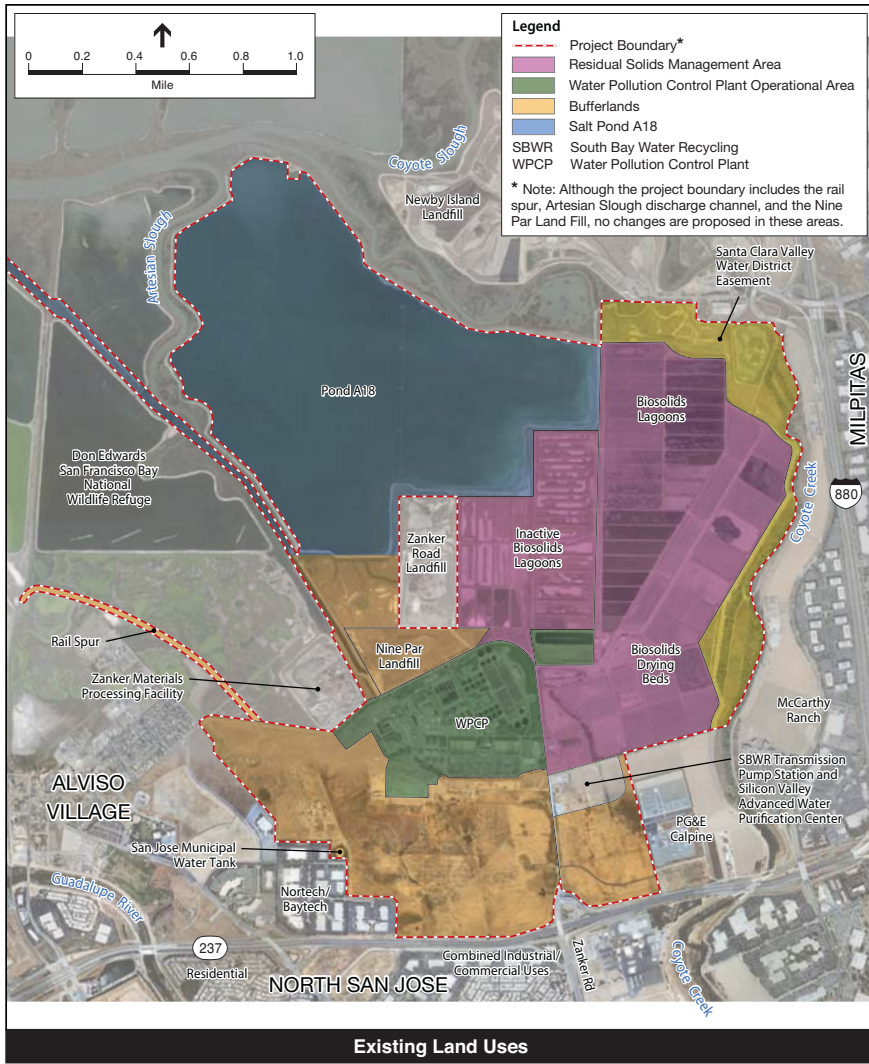 0 0.2 0.4 0.6 0.8 1.0
Mile
Legend
Project Boundary*
Residual Solids Management Area
Water Pollution Control Plant Operational Area
Bufferlands
Salt Pond A18
SBWR South Bay Water Recycling
WPCP Water Pollution Control Plant
* Note: Although the project boundary includes the rail
spur, Artesian Slough discharge channel, and the Nine
Par Land Fill, no changes are proposed in these areas.
Coyote Slough
Newby Island
Landfill
Artesian Slough
Santa Clara Valley
Water District
Easement
MILPITAS
Pond A18
Biosolids
Lagoons
Don Edwards
San Francisco Bay
National
Wildlife Refuge
880
Coyote Creek
Zanker
Road
Landfill
Inactive
Biosolids
Lagoons
Rail Spur
Nine Par
Landfill
Biosolids
Drying
Beds
Zanker Materials
Processing Facility
McCarthy
Ranch
WPCP
SBWR Transmission
Pump Station and
Silicon Valley
Advanced Water
Purification Center
ALVISO
VILLAGE
PG&E
Calpine
San Jose Municipal
Water Tank
Guadalupe River
Nortech/
Baytech
237
Residential
Combined Industrial/
Commercial Uses
Zanker Rd
Coyote Creek
NORTH SAN JOSE
Existing Land Uses